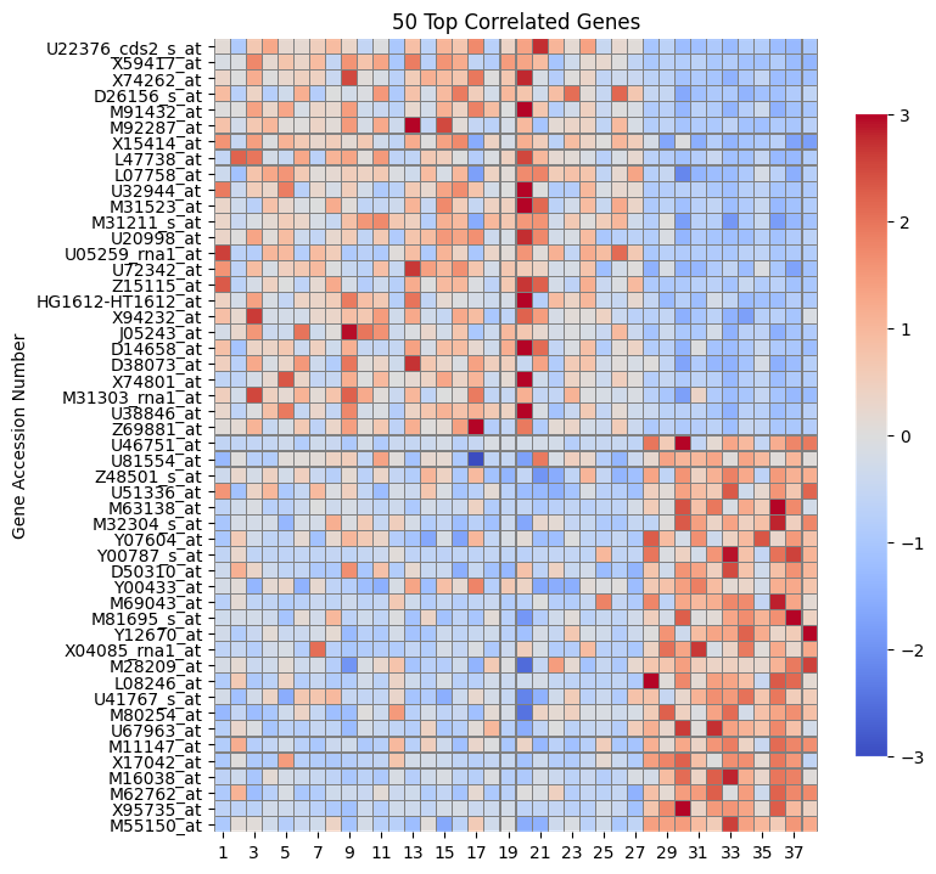 50 Top Correlated Genes
Gene Accession Number
U22376_cds2_s_at
X59417_at
X74262_at
D26156_s_at
M91432_at
M92287_at
X15414_at
L47738_at
L07758_at
U32944_at
M31523_at
M31211_s_at
U20998_at
U05259_rna1_at
U72342_at
Z15115_at
HG1612-HT1612_at
X94232_at
J05243_at
D14658_at
D38073_at
X74801_at
M31303_rna1_at
U38846_at
Z69881_at
U46751_at
U81554_at
Z48501_s_at
U51336_at
M63138_at
M32304_s_at
Y07604_at
Y00787_s_at
D50310_at
Y00433_at
M69043_at
M81695_s_at
Y12670_at
X04085_rna1_at
M28209_at
L08246_at
U41767_s_at
M80254_at
U67963_at
M11147_at
X17042_at
M16038_at
M62762_at
X95735_at
M55150_at
1 3 5 7 9 11 13 15 17 19 21 23 25 27 29 31 33 35 37
3
2
1
0
−1
−2
−3